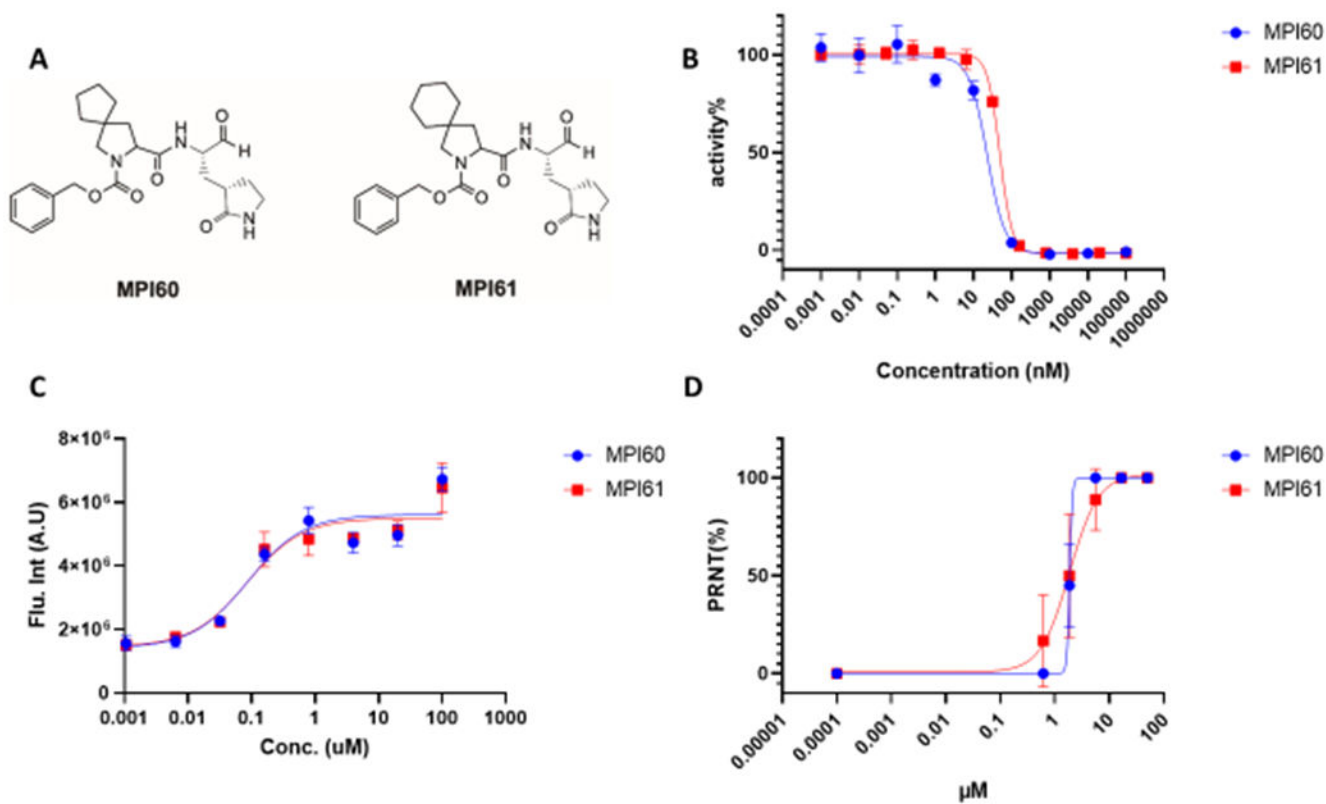 A
N
O
O
H
N
O
O
H
O
N
H
MPI60
N
O
O
H
N
O
O
H
O
N
H
MPI61
B
activity%
100
50
0
0.0001
0.001
0.01
0.1
1
10
100
1000
10000
100000
1000000
Concentration (nM)
MPI60
MPI61
C
Flu. Int (A.U)
8×10⁶
6×10⁶
4×10⁶
2×10⁶
0
0.001
0.01
0.1
1
10
100
1000
Conc. (uM)
MPI60
MPI61
D
PRNT(%)
100
50
0
0.00001
0.0001
0.001
0.01
0.1
1
10
100
µM
MPI60
MPI61